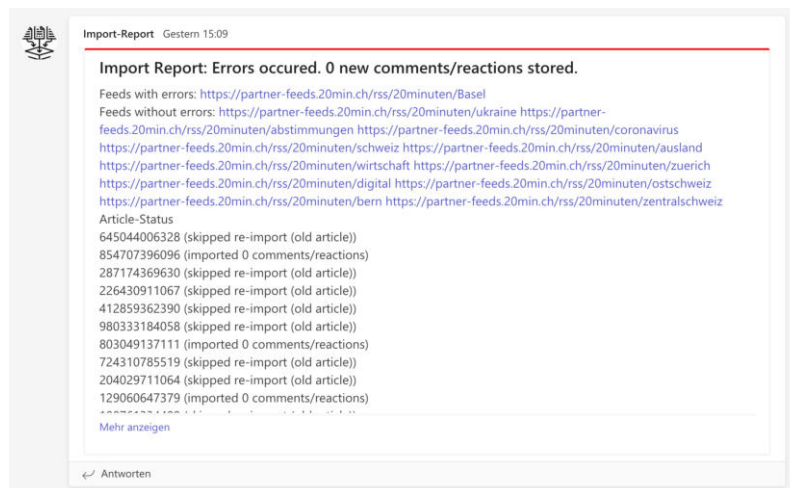 Import-Report Gestern 15:09
Import Report: Errors occured. 0 new comments/reactions stored.
Feeds with errors: https://partner-feeds.20min.ch/rss/20minuten/Basel
Feeds without errors: https://partner-feeds.20min.ch/rss/20minuten/ukraine https://partner-
feeds.20min.ch/rss/20minuten/abstimmungen https://partner-feeds.20min.ch/rss/20minuten/coronavirus
https://partner-feeds.20min.ch/rss/20minuten/schweiz https://partner-feeds.20min.ch/rss/20minuten/ausland
https://partner-feeds.20min.ch/rss/20minuten/wirtschaft https://partner-feeds.20min.ch/rss/20minuten/zuerich
https://partner-feeds.20min.ch/rss/20minuten/digital https://partner-feeds.20min.ch/rss/20minuten/ostschweiz
https://partner-feeds.20min.ch/rss/20minuten/bern https://partner-feeds.20min.ch/rss/20minuten/zentralschweiz
Article-Status
645044006328 (skipped re-import (old article))
854707396096 (imported 0 comments/reactions)
287174369630 (skipped re-import (old article))
226430911067 (skipped re-import (old article))
412859362390 (skipped re-import (old article))
980333184058 (skipped re-import (old article))
803049137111 (imported 0 comments/reactions)
724310785519 (skipped re-import (old article))
204029711064 (skipped re-import (old article))
129060647379 (imported 0 comments/reactions)
Mehr anzeigen
Antworten